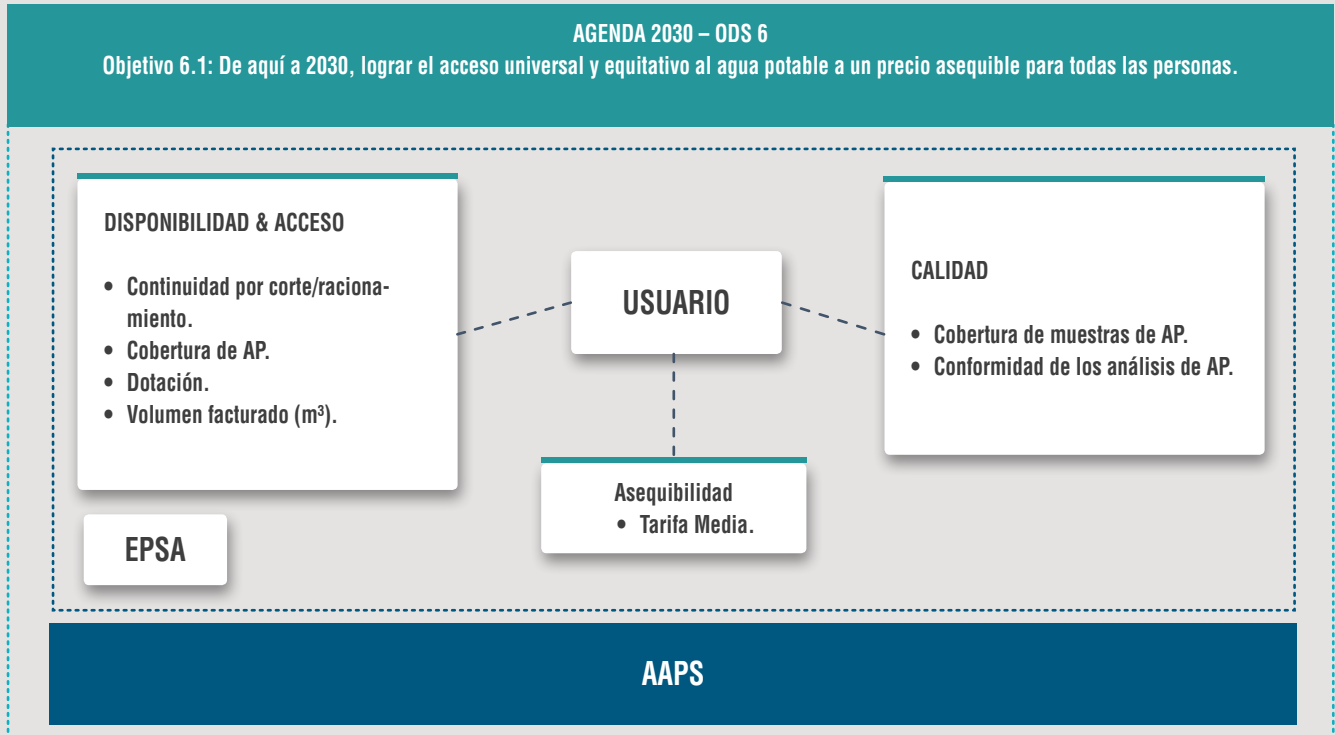 AGENDA 2030 – ODS 6
Objetivo 6.1: De aquí a 2030, lograr el acceso universal y equitativo al agua potable a un precio asequible para todas las personas.
DISPONIBILIDAD & ACCESO
• Continuidad por corte/raciona-
miento.
• Cobertura de AP.
• Dotación.
• Volumen facturado (m³).
USUARIO
CALIDAD
• Cobertura de muestras de AP.
• Conformidad de los análisis de AP.
Asequibilidad
• Tarifa Media.
EPSA
AAPS